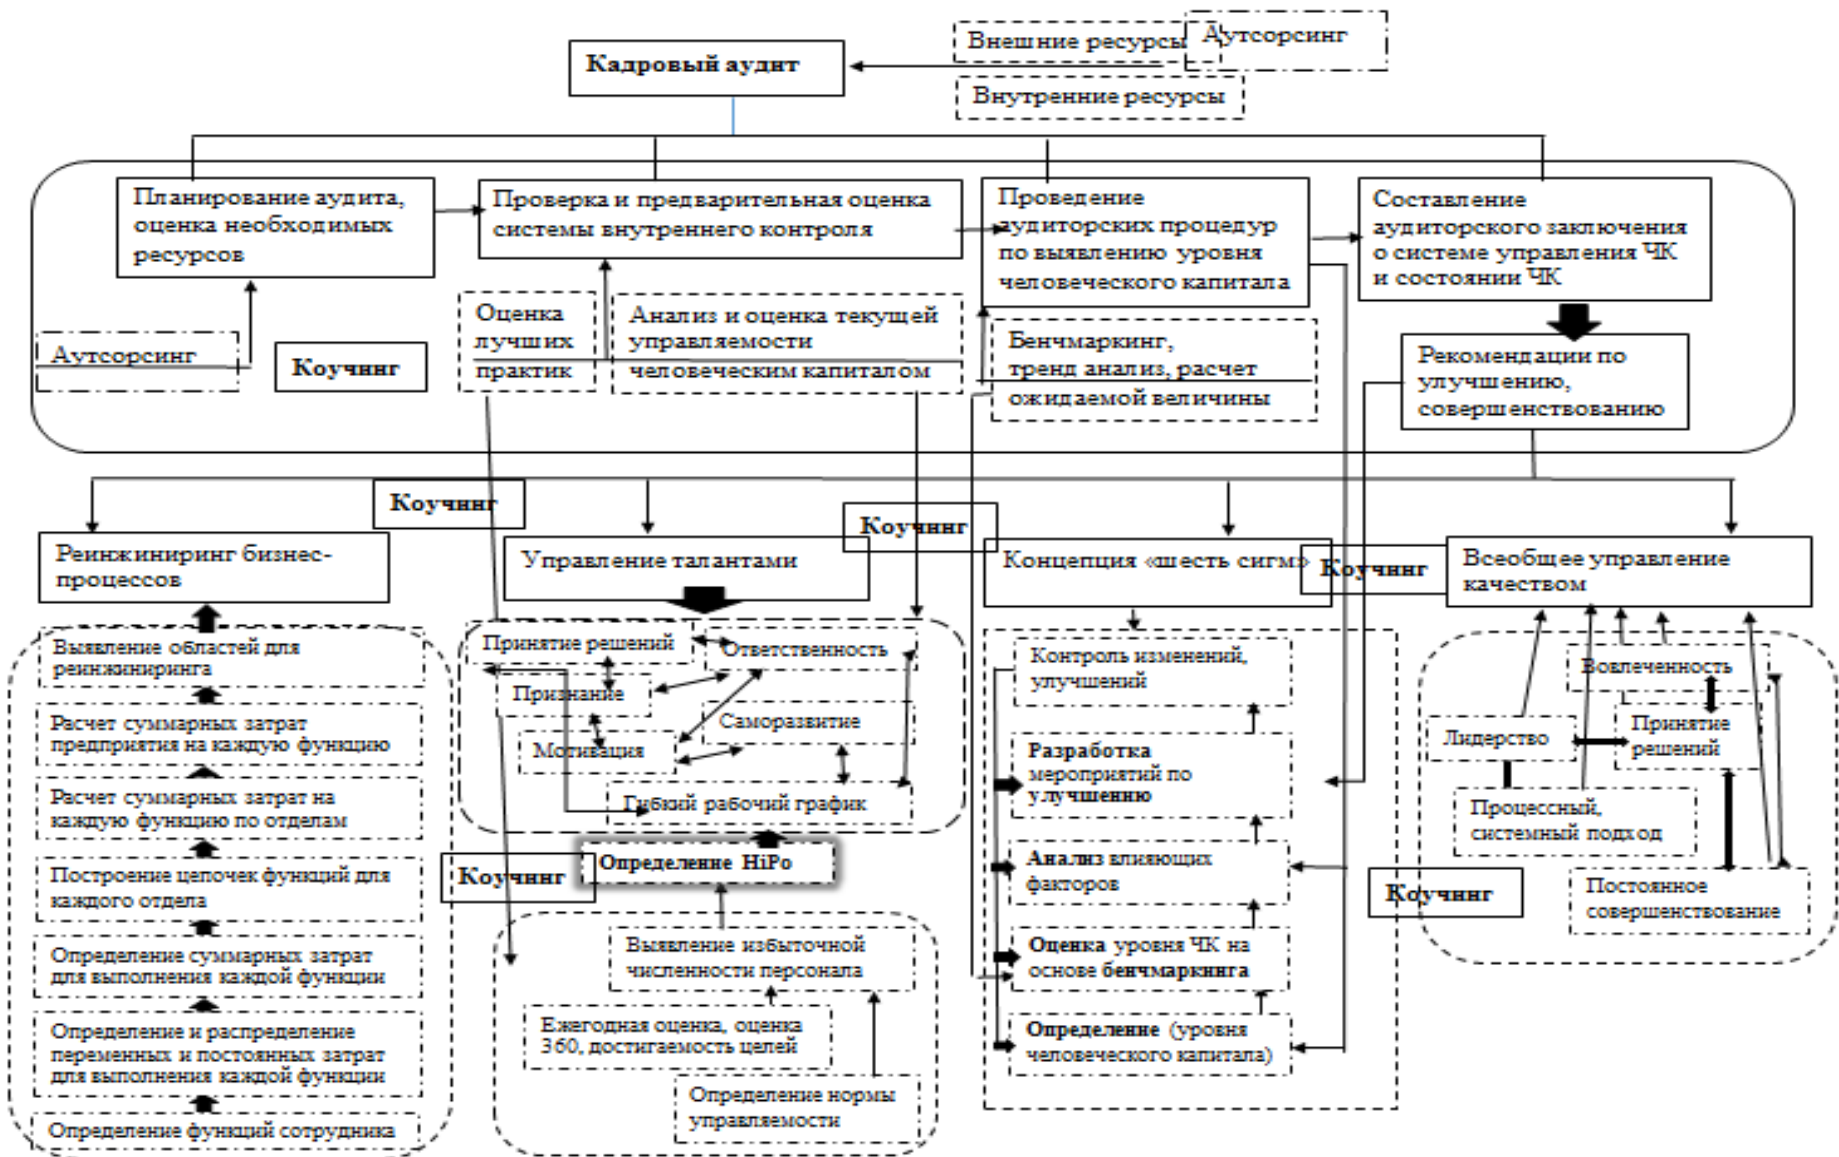 Внешние ресурсы
Аутсорсинг
Кадровый аудит
Внутренние ресурсы
Планирование аудита,
оценка необходимых
ресурсов
Проверка и предварительная оценка
системы внутреннего контроля
Проведение
аудиторских процедур
по выявлению уровня
человеческого капитала
Составление
аудиторского заключения
о системе управления ЧК
и состоянии ЧК
Аутсорсинг
Коучинг
Оценка
лучших
практик
Анализ и оценка текущей
управляемости
человеческим капиталом
Бенчмаркинг,
тренд анализ, расчет
ожидаемой величины
Рекомендации по
улучшению,
совершенствованию
Коучинг
Коучинг
Коучинг
Реинжиниринг бизнес-
процессов
Управление талантами
Концепция «шесть сигм»
Всеобщее управление
качеством
Выявление областей для
реинжиниринга
Расчет суммарных затрат
предприятия на каждую функцию
Расчет суммарных затрат на
каждую функцию по отделам
Построение цепочек функций для
каждого отдела
Определение суммарных затрат
для выполнения каждой функции
Определение и распределение
переменных и постоянных затрат
для выполнения каждой функции
Определение функций сотрудника
Принятие решений
Ответственность
Признание
Саморазвитие
Мотивация
Гибкий рабочий график
Определение HiPo
Коучинг
Выявление избыточной
численности персонала
Ежегодная оценка, оценка
360, достигаемость целей
Определение нормы
управляемости
Контроль изменений,
улучшений
Разработка
мероприятий по
улучшению
Анализ влияющих
факторов
Оценка уровня ЧК на
основе бенчмаркинга
Определение (уровня
человеческого капитала)
Вовлеченность
Лидерство
Принятие
решений
Процессный,
системный подход
Коучинг
Постоянное
совершенствование